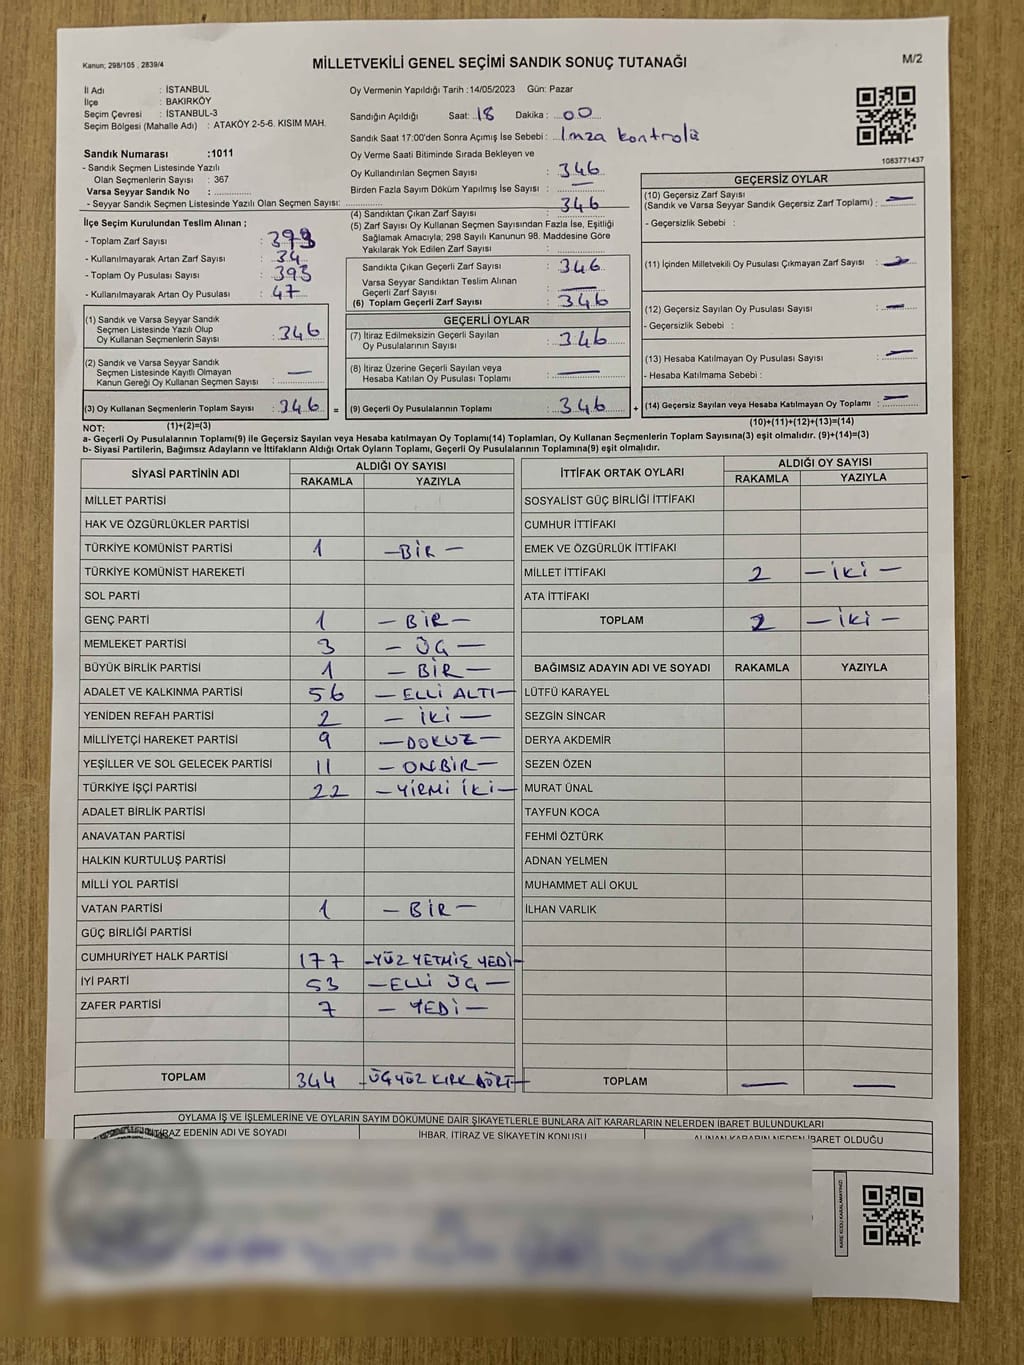 Kanun; 298/105 , 2839/4
MİLLETVEKİLİ GENEL SEÇİMİ SANDIK SONUÇ TUTANAĞI
M/2
İl Adı : İSTANBUL
İlçe : BAKIRKÖY
Seçim Çevresi : İSTANBUL-3
Seçim Bölgesi (Mahalle Adı) : ATAKÖY 2-5-6. KISIM MAH.
Oy Vermenin Yapıldığı Tarih :14/05/2023 Gün: Pazar
Sandığın Açıldığı Saat: 18 Dakika : 00
Sandık Saat 17:00'den Sonra Açımış İse Sebebi : İmza kontrolü
Sandık Numarası :1011
- Sandık Seçmen Listesinde Yazılı
Olan Seçmenlerin Sayısı : 367
Varsa Seyyar Sandık No :
- Seyyar Sandık Seçmen Listesinde Yazılı Olan Seçmen Sayısı:
Oy Verme Saati Bitiminde Sırada Bekleyen ve
Oy Kullandırılan Seçmen Sayısı : 346
Birden Fazla Sayım Döküm Yapılmış İse Sayısı : —
1083771437
İlçe Seçim Kurulundan Teslim Alınan ;
- Toplam Zarf Sayısı :
- Kullanılmayarak Artan Zarf Sayısı : 34
- Toplam Oy Pusulası Sayısı : 393
- Kullanılmayarak Artan Oy Pusulası : 47
(1) Sandık ve Varsa Seyyar Sandık
Seçmen Listesinde Yazılı Olup
Oy Kullanan Seçmenlerin Sayısı : 346
(2) Sandık ve Varsa Seyyar Sandık
Seçmen Listesinde Kayıtlı Olmayan
Kanun Gereği Oy Kullanan Seçmen Sayısı : —
(3) Oy Kullanan Seçmenlerin Toplam Sayısı : 346 =
(4) Sandıktan Çıkan Zarf Sayısı : 346
(5) Zarf Sayısı Oy Kullanan Seçmen Sayısından Fazla İse, Eşitliği
Sağlamak Amacıyla; 298 Sayılı Kanunun 98. Maddesine Göre
Yakılarak Yok Edilen Zarf Sayısı :
Sandıkta Çıkan Geçerli Zarf Sayısı : 346
Varsa Seyyar Sandıktan Teslim Alınan
Geçerli Zarf Sayısı : —
(6) Toplam Geçerli Zarf Sayısı : 346
GEÇERLİ OYLAR
(7) İtiraz Edilmeksizin Geçerli Sayılan
Oy Pusulalarının Sayısı : 346
(8) İtiraz Üzerine Geçerli Sayılan veya
Hesaba Katılan Oy Pusulası Toplamı : —
(9) Geçerli Oy Pusulalarının Toplamı : 346 +
GEÇERSİZ OYLAR
(10) Geçersiz Zarf Sayısı
(Sandık ve Varsa Seyyar Sandık Geçersiz Zarf Toplamı) : —
- Geçersizlik Sebebi :
(11) İçinden Milletvekili Oy Pusulası Çıkmayan Zarf Sayısı :
(12) Geçersiz Sayılan Oy Pusulası Sayısı : —
- Geçersizlik Sebebi :
(13) Hesaba Katılmayan Oy Pusulası Sayısı : —
- Hesaba Katılmama Sebebi :
(14) Geçersiz Sayılan veya Hesaba Katılmayan Oy Toplamı : —
NOT: (1)+(2)=(3)
(10)+(11)+(12)+(13)=(14)
a- Geçerli Oy Pusulalarının Toplamı(9) ile Geçersiz Sayılan veya Hesaba katılmayan Oy Toplamı(14) Toplamları, Oy Kullanan Seçmenlerin Toplam Sayısına(3) eşit olmalıdır. (9)+(14)=(3)
b- Siyasi Partilerin, Bağımsız Adayların ve İttifakların Aldığı Ortak Oyların Toplamı, Geçerli Oy Pusulalarının Toplamına(9) eşit olmalıdır.
SİYASİ PARTİNİN ADI ALDIĞI OY SAYISI
RAKAMLA YAZIYLA
MİLLET PARTİSİ
HAK VE ÖZGÜRLÜKLER PARTİSİ
TÜRKİYE KOMÜNİST PARTİSİ 1 —BİR—
TÜRKİYE KOMÜNİST HAREKETİ
SOL PARTİ
GENÇ PARTİ 1 —BİR—
MEMLEKET PARTİSİ 3 — ÜÇ —
BÜYÜK BİRLİK PARTİSİ 1 —BİR—
ADALET VE KALKINMA PARTİSİ 56 —ELLİ ALTI—
YENİDEN REFAH PARTİSİ 2 — İKİ —
MİLLİYETÇİ HAREKET PARTİSİ 9 —DOKUZ—
YEŞİLLER VE SOL GELECEK PARTİSİ 11 —ONBİR—
TÜRKİYE İŞÇİ PARTİSİ 22 —YİRMİ İKİ—
ADALET BİRLİK PARTİSİ
ANAVATAN PARTİSİ
HALKIN KURTULUŞ PARTİSİ
MİLLİ YOL PARTİSİ
VATAN PARTİSİ 1 —BİR—
GÜÇ BİRLİĞİ PARTİSİ
CUMHURİYET HALK PARTİSİ 177 —YÜZ YETMİŞ YEDİ—
İYİ PARTİ 53 —ELLİ ÜÇ—
ZAFER PARTİSİ 7 — YEDİ —
TOPLAM 344 —ÜÇYÜZ KIRK DÖRT—
İTTİFAK ORTAK OYLARI ALDIĞI OY SAYISI
RAKAMLA YAZIYLA
SOSYALİST GÜÇ BİRLİĞİ İTTİFAKI
CUMHUR İTTİFAKI
EMEK VE ÖZGÜRLÜK İTTİFAKI
MİLLET İTTİFAKI 2 —İKİ—
ATA İTTİFAKI
TOPLAM 2 —İKİ—
BAĞIMSIZ ADAYIN ADI VE SOYADI RAKAMLA YAZIYLA
LÜTFÜ KARAYEL
SEZGİN SİNCAR
DERYA AKDEMİR
SEZEN ÖZEN
MURAT ÜNAL
TAYFUN KOCA
FEHMİ ÖZTÜRK
ADNAN YELMEN
MUHAMMET ALİ OKUL
İLHAN VARLIK
TOPLAM — —
OYLAMA İŞ VE İŞLEMLERİNE VE OYLARIN SAYIM DÖKÜMÜNE DAİR ŞİKAYETLERLE BUNLARA AİT KARARLARIN NELERDEN İBARET BULUNDUKLARI
İTİRAZ EDENİN ADI VE SOYADI İHBAR, İTİRAZ VE ŞİKAYETİN KONUSU ALINAN KARARIN NEDEN İBARET OLDUĞU
KARE KODU KARALAMAYINIZ!